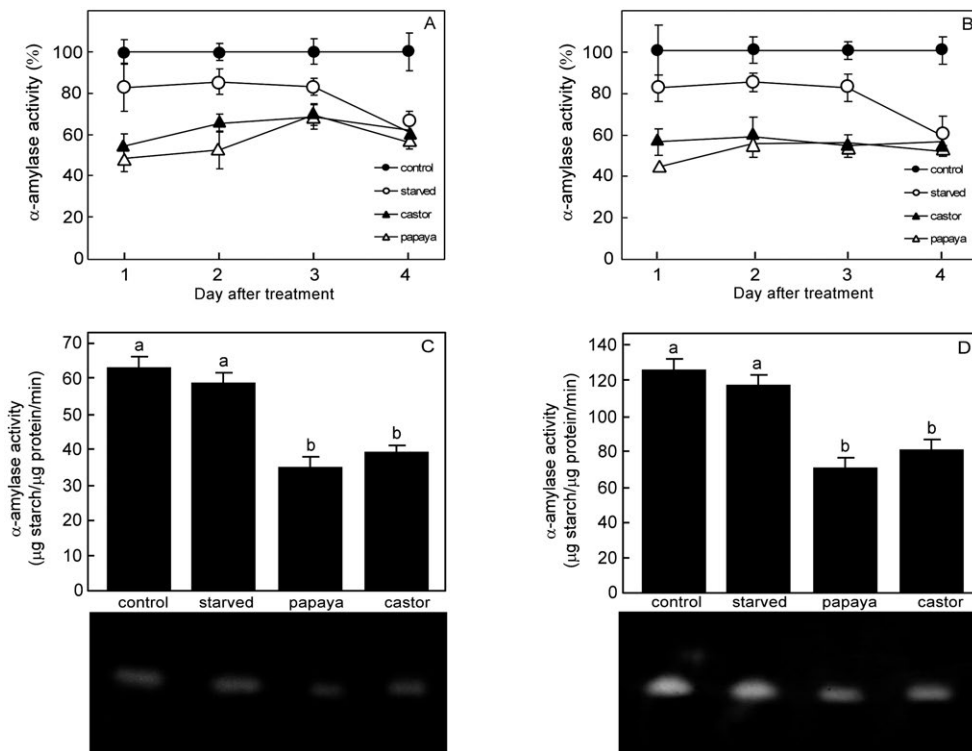 A
α-amylase activity (%)
100
80
60
40
20
0
control
starved
castor
papaya
1 2 3 4
Day after treatment
B
α-amylase activity (%)
100
80
60
40
20
0
control
starved
castor
papaya
1 2 3 4
Day after treatment
C
α-amylase activity
(µg starch/µg protein/min)
70
60
50
40
30
20
10
0
a a b b
control starved papaya castor
D
α-amylase activity
(µg starch/µg protein/min)
140
120
100
80
60
40
20
0
a a b b
control starved papaya castor